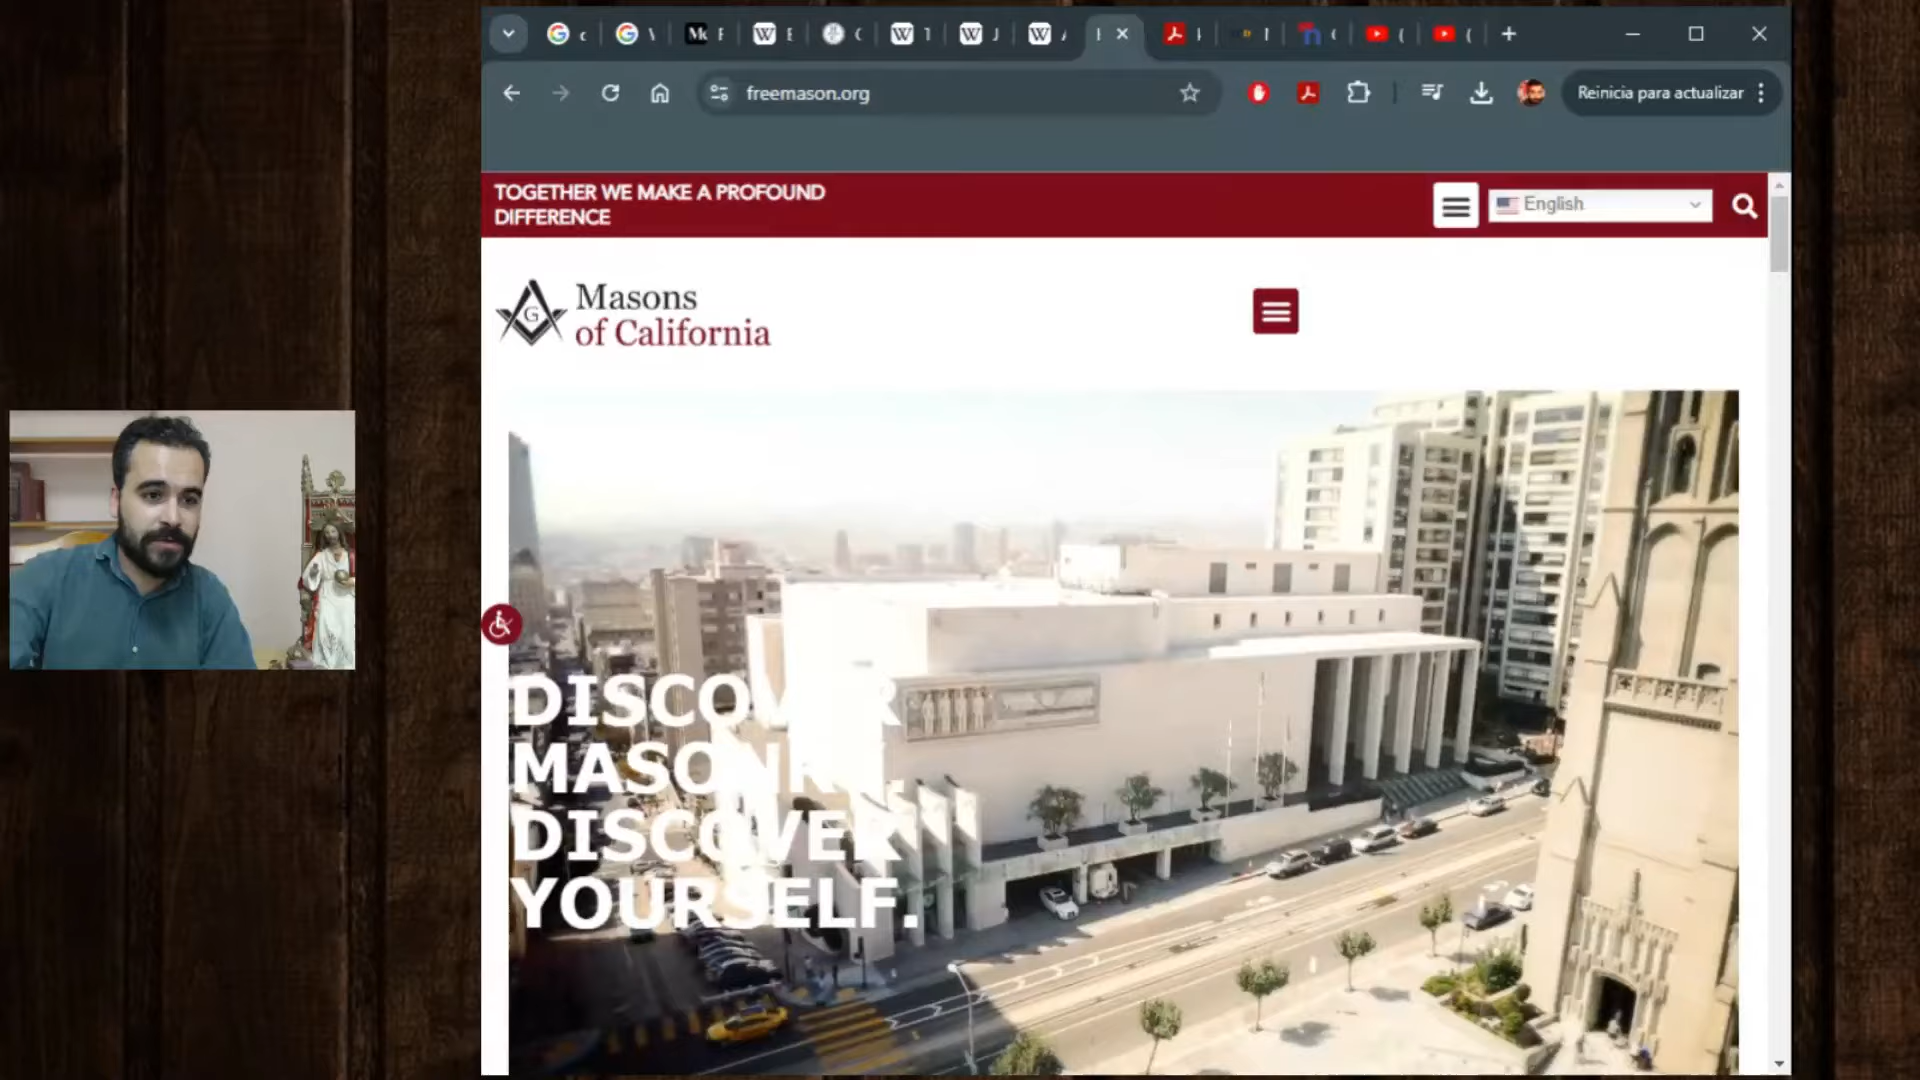 freemason.org
Reinicia para actualizar
TOGETHER WE MAKE A PROFOUND
DIFFERENCE
English
G
Masons
of California
DISCOVER
MASONRY.
DISCOVER
YOURSELF.